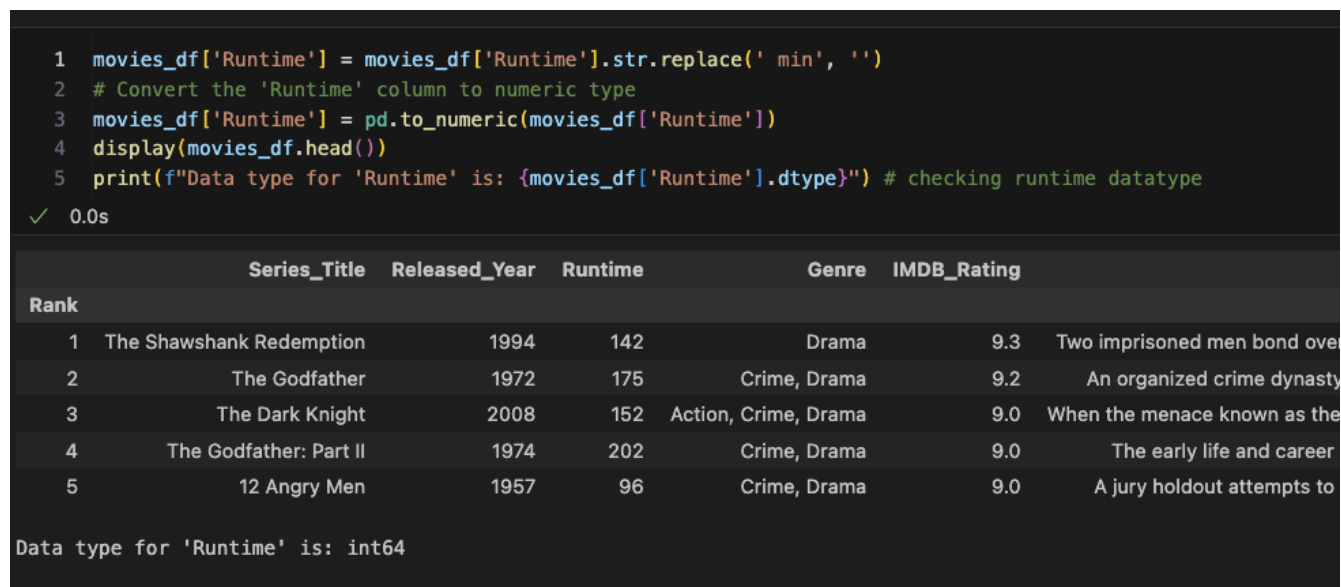 1 movies_df['Runtime'] = movies_df['Runtime'].str.replace(' min', '')
2 # Convert the 'Runtime' column to numeric type
3 movies_df['Runtime'] = pd.to_numeric(movies_df['Runtime'])
4 display(movies_df.head())
5 print(f"Data type for 'Runtime' is: {movies_df['Runtime'].dtype}") # checking runtime datatype
✓ 0.0s
Series_Title Released_Year Runtime Genre IMDB_Rating
Rank
1 The Shawshank Redemption 1994 142 Drama 9.3 Two imprisoned men bond over
2 The Godfather 1972 175 Crime, Drama 9.2 An organized crime dynasty
3 The Dark Knight 2008 152 Action, Crime, Drama 9.0 When the menace known as the
4 The Godfather: Part II 1974 202 Crime, Drama 9.0 The early life and career
5 12 Angry Men 1957 96 Crime, Drama 9.0 A jury holdout attempts to
Data type for 'Runtime' is: int64